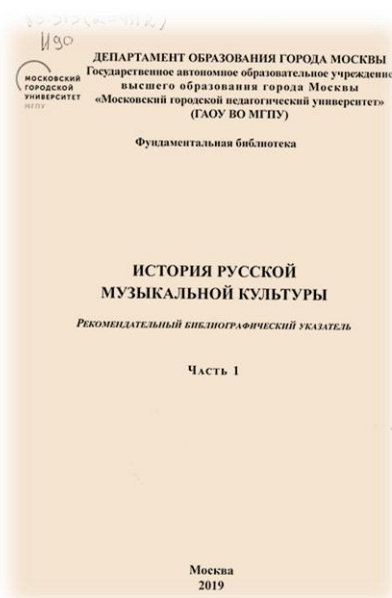 И90
ДЕПАРТАМЕНТ ОБРАЗОВАНИЯ ГОРОДА МОСКВЫ
Государственное автономное образовательное учреждение
высшего образования города Москвы
«Московский городской педагогический университет»
(ГАОУ ВО МГПУ)
МОСКОВСКИЙ
ГОРОДСКОЙ
УНИВЕРСИТЕТ
МГПУ
Фундаментальная библиотека
ИСТОРИЯ РУССКОЙ
МУЗЫКАЛЬНОЙ КУЛЬТУРЫ
РЕКОМЕНДАТЕЛЬНЫЙ БИБЛИОГРАФИЧЕСКИЙ УКАЗАТЕЛЬ
ЧАСТЬ 1
Москва
2019